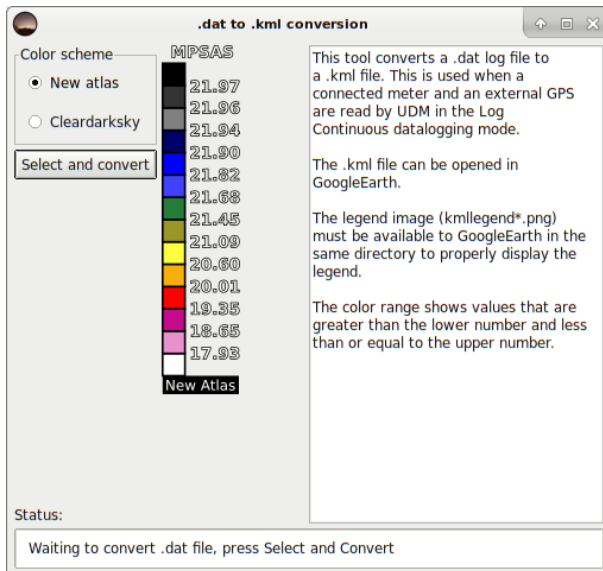 .dat to .kml conversion
Color scheme
New atlas
Cleardarksky
Select and convert
MPSAS
21.97
21.96
21.94
21.90
21.82
21.68
21.45
21.09
20.60
20.01
19.35
18.65
17.93
New Atlas
This tool converts a .dat log file to
a .kml file. This is used when a
connected meter and an external GPS
are read by UDM in the Log
Continuous datalogging mode.
The .kml file can be opened in
GoogleEarth.
The legend image (kmllegend*.png)
must be available to GoogleEarth in the
same directory to properly display the
legend.
The color range shows values that are
greater than the lower number and less
than or equal to the upper number.
Status:
Waiting to convert .dat file, press Select and Convert